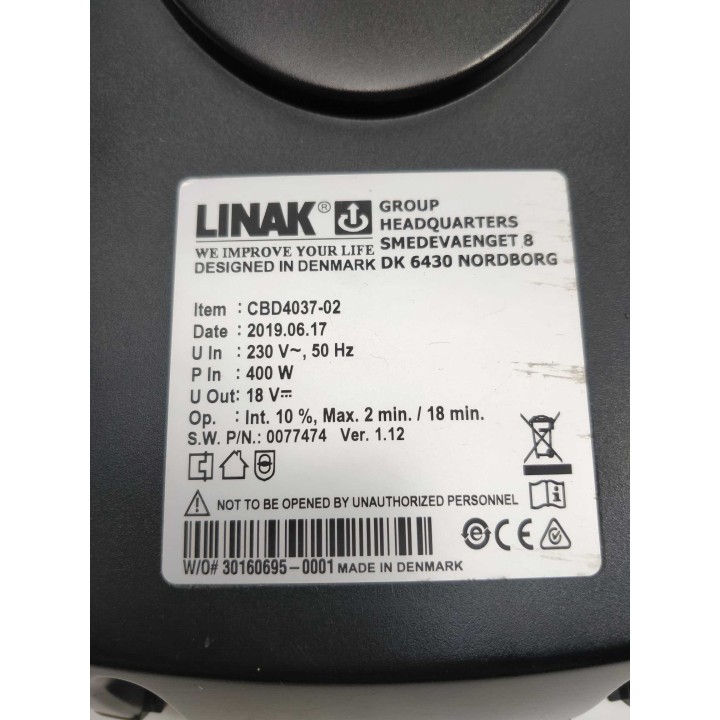 LINAK®
WE IMPROVE YOUR LIFE
DESIGNED IN DENMARK
GROUP
HEADQUARTERS
SMEDEVAENGET 8
DK 6430 NORDBORG
Item : CBD4037-02
Date : 2019.06.17
U In : 230 V~, 50 Hz
P In : 400 W
U Out: 18 V⎓
Op. : Int. 10 %, Max. 2 min. / 18 min.
S.W. P/N.: 0077474 Ver. 1.12
NOT TO BE OPENED BY UNAUTHORIZED PERSONNEL
CE
W/O# 30160695-0001 MADE IN DENMARK